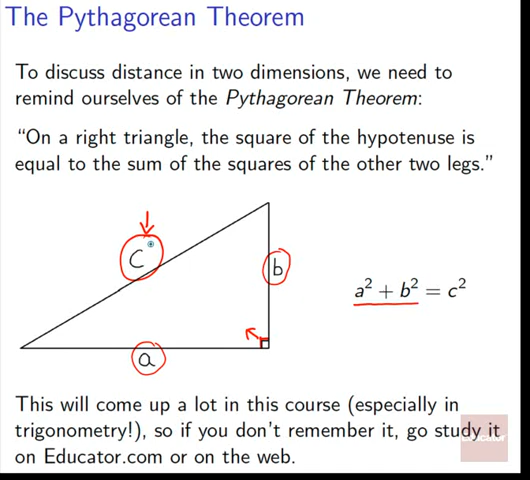 The Pythagorean Theorem
To discuss distance in two dimensions, we need to
remind ourselves of the Pythagorean Theorem:
“On a right triangle, the square of the hypotenuse is
equal to the sum of the squares of the other two legs.”
c
b
a² + b² = c²
a
This will come up a lot in this course (especially in
trigonometry!), so if you don't remember it, go study it
on Educator.com or on the web.